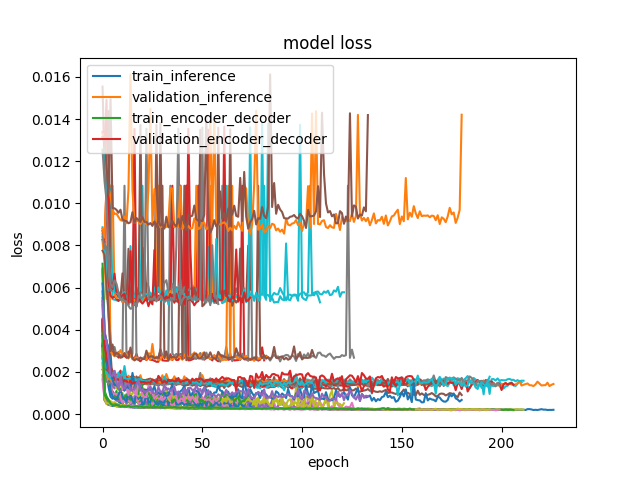 model loss
train_inference
validation_inference
train_encoder_decoder
validation_encoder_decoder
loss
0.016
0.014
0.012
0.010
0.008
0.006
0.004
0.002
0.000
0 50 100 150 200
epoch